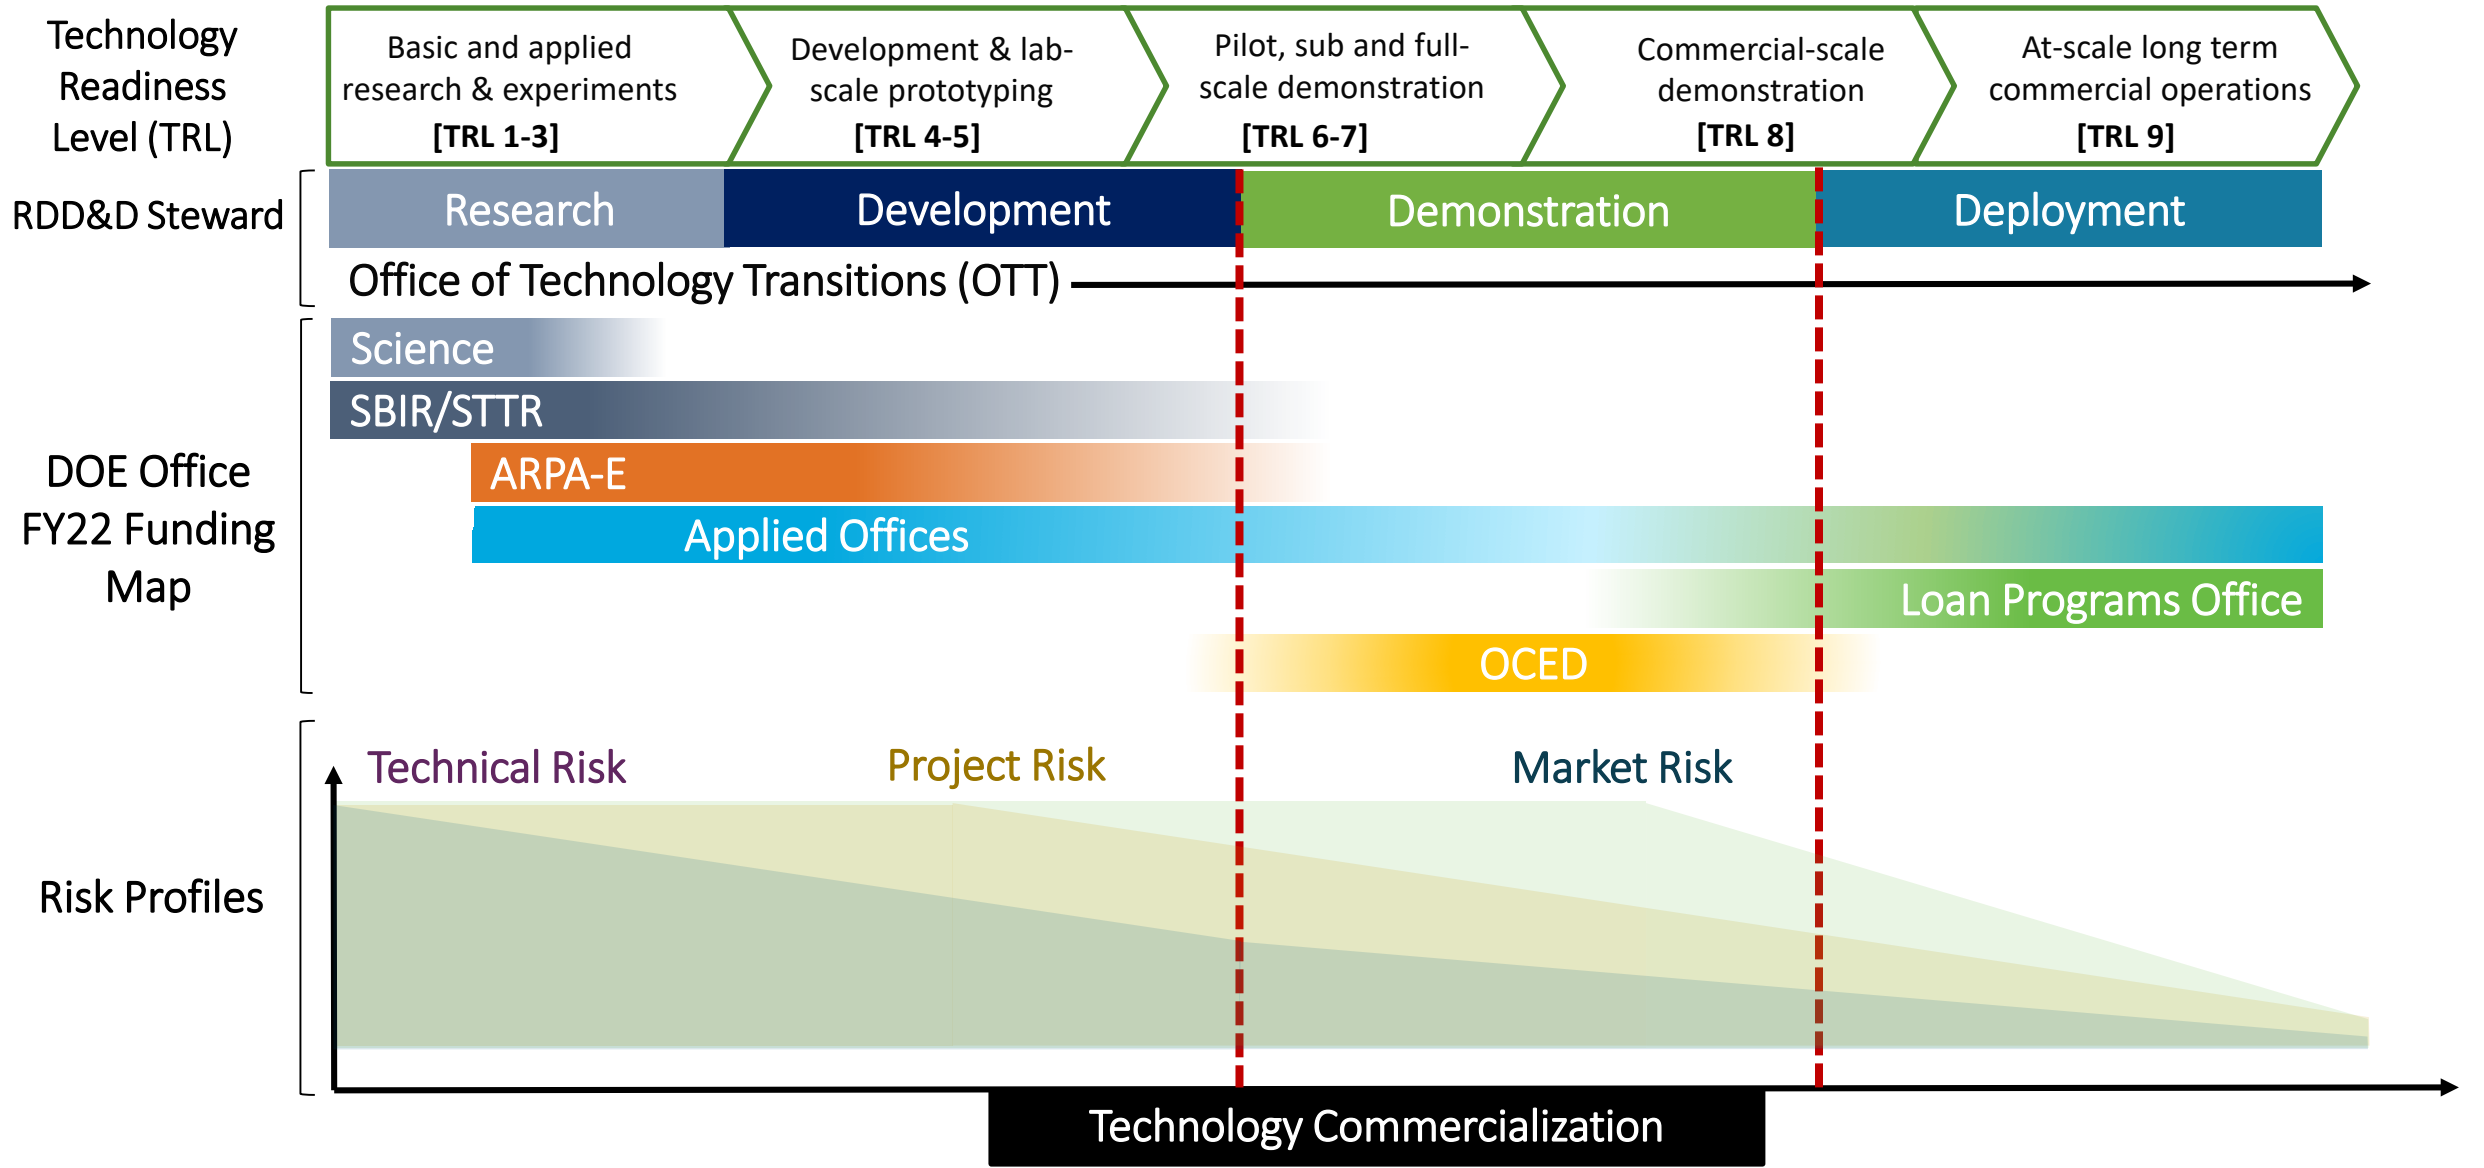 Technology
Readiness
Level (TRL)
Basic and applied
research & experiments
[TRL 1-3]
Development & lab-
scale prototyping
[TRL 4-5]
Pilot, sub and full-
scale demonstration
[TRL 6-7]
Commercial-scale
demonstration
[TRL 8]
At-scale long term
commercial operations
[TRL 9]
RDD&D Steward
Research
Development
Demonstration
Deployment
Office of Technology Transitions (OTT)
DOE Office
FY22 Funding
Map
Science
SBIR/STTR
ARPA-E
Applied Offices
Loan Programs Office
OCED
Risk Profiles
Technical Risk
Project Risk
Market Risk
Technology Commercialization